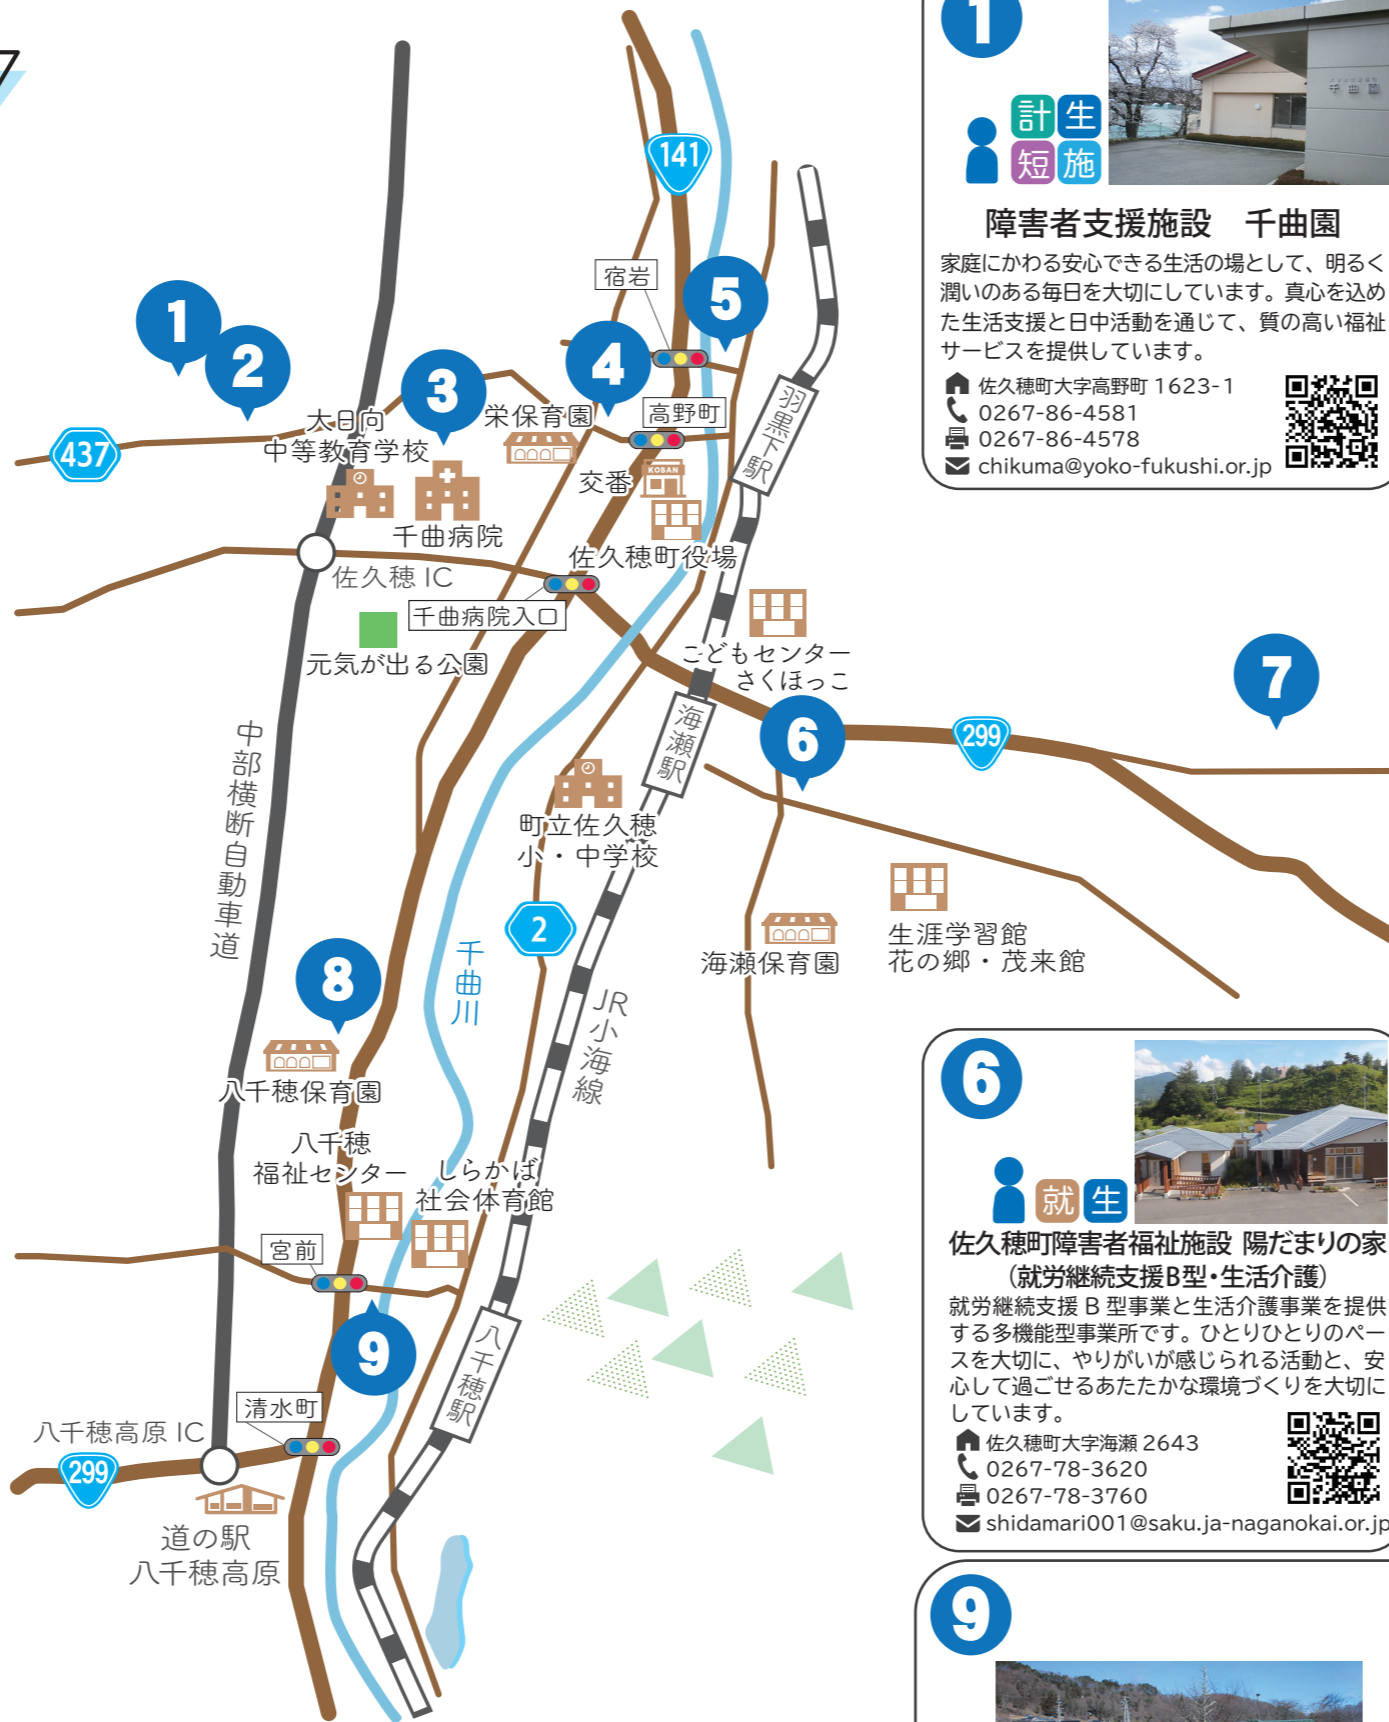 141
宿岩
5
1
2
3
4
大日向
中等教育学校
栄保育園
高野町
437
交番
KOBAN
羽黒下駅
千曲病院
佐久穂町役場
佐久穂 IC
千曲病院入口
元気が出る公園
こどもセンター
さくほっこ
7
海瀬駅
6
299
中部横断自動車道
町立佐久穂
小・中学校
2
千曲川
海瀬保育園
生涯学習館
花の郷・茂来館
8
JR小海線
八千穂保育園
八千穂
福祉センター
しらかば
社会体育館
宮前
9
八千穂駅
清水町
八千穂高原 IC
299
道の駅
八千穂高原
1
計 生
短 施
千曲園
障害者支援施設　千曲園
家庭にかわる安心できる生活の場として、明るく
潤いのある毎日を大切にしています。真心を込め
た生活支援と日中活動を通じて、質の高い福祉
サービスを提供しています。
佐久穂町大字高野町 1623-1
0267-86-4581
0267-86-4578
chikuma@yoko-fukushi.or.jp
6
就 生
佐久穂町障害者福祉施設 陽だまりの家
（就労継続支援B型・生活介護）
就労継続支援 B 型事業と生活介護事業を提供
する多機能型事業所です。ひとりひとりのペー
スを大切に、やりがいが感じられる活動と、安
心して過ごせるあたたかな環境づくりを大切に
しています。
佐久穂町大字海瀬 2643
0267-78-3620
0267-78-3760
shidamari001@saku.ja-naganokai.or.jp
9